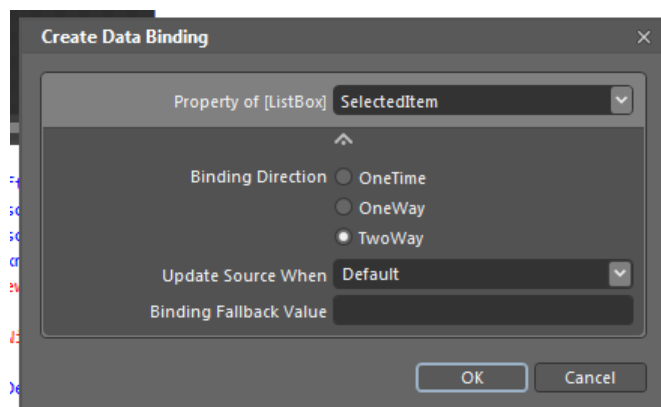 Create Data Binding
Property of [ListBox] SelectedItem
Binding Direction OneTime
OneWay
TwoWay
Update Source When Default
Binding Fallback Value
OK Cancel